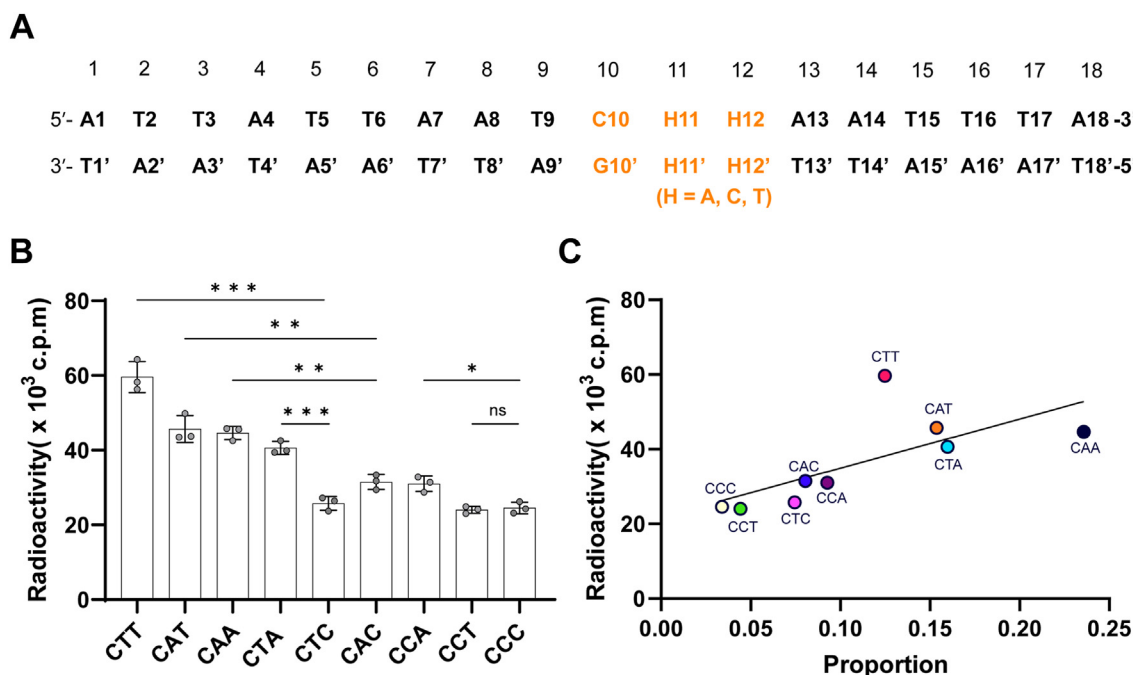 A
1 2 3 4 5 6 7 8 9 10 11 12 13 14 15 16 17 18
5′- A1 T2 T3 A4 T5 T6 A7 A8 T9 C10 H11 H12 A13 A14 T15 T16 T17 A18 -3
3′- T1’ A2’ A3’ T4’ A5’ A6’ T7’ T8’ A9’ G10’ H11’ H12’ T13’ T14’ A15’ A16’ A17’ T18’-5
(H = A, C, T)
B
Radioactivity( x 10³ c.p.m)
80
60
40
20
0
* * *
* *
* *
*
* * *
ns
CTT CAT CAA CTA CTC CAC CCA CCT CCC
C
Radioactivity( x 10³ c.p.m)
80
60
40
20
0
CTT
CAT
CAA
CTA
CAC
CCA
CCC
CCT
CTC
0.00 0.05 0.10 0.15 0.20 0.25
Proportion